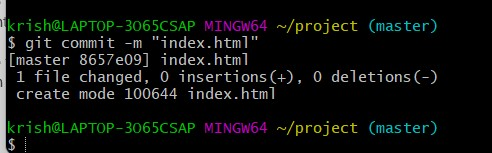 krish@LAPTOP-3O65CSAP MINGW64 ~/project (master)
$ git commit -m "index.html"
[master 8657e09] index.html
 1 file changed, 0 insertions(+), 0 deletions(-)
 create mode 100644 index.html
krish@LAPTOP-3O65CSAP MINGW64 ~/project (master)
$